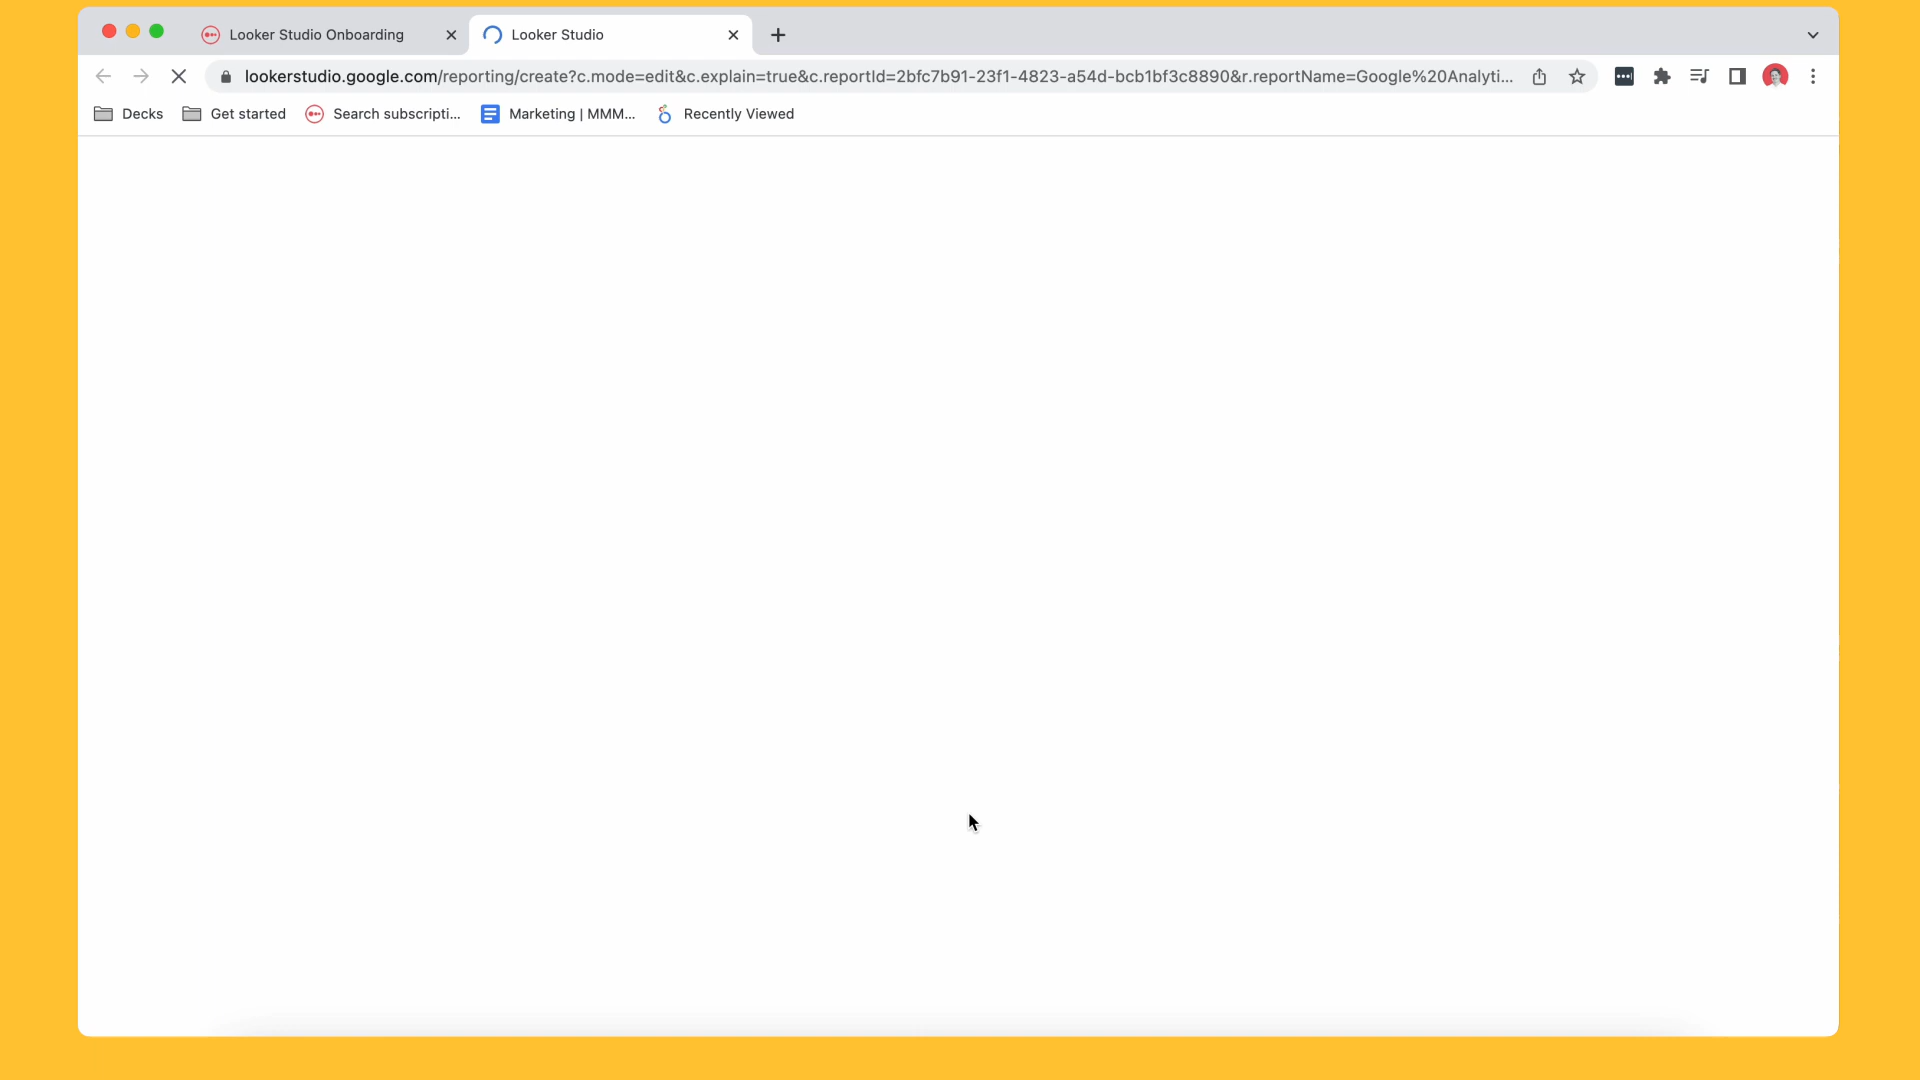 Looker Studio Onboarding
Looker Studio
lookerstudio.google.com/reporting/create?c.mode=edit&c.explain=true&c.reportId=2bfc7b91-23f1-4823-a54d-bcb1bf3c8890&r.reportName=Google%20Analyti...
Decks
Get started
Search subscripti...
Marketing | MMM...
Recently Viewed